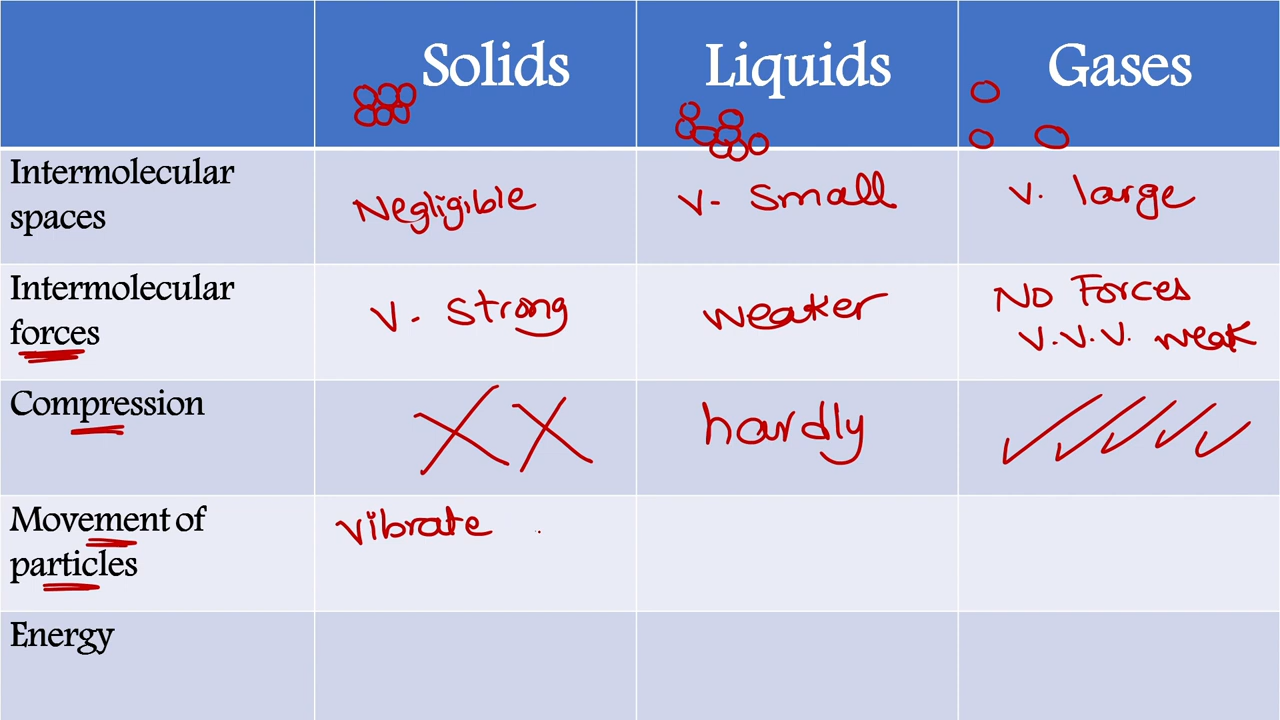 Solids
Liquids
Gases
Intermolecular
spaces
Negligible
V- Small
V. large
Intermolecular
forces
V. Strong
weaker
NO Forces
V.V.V. weak
Compression
hardly
Movement of
particles
vibrate
Energy